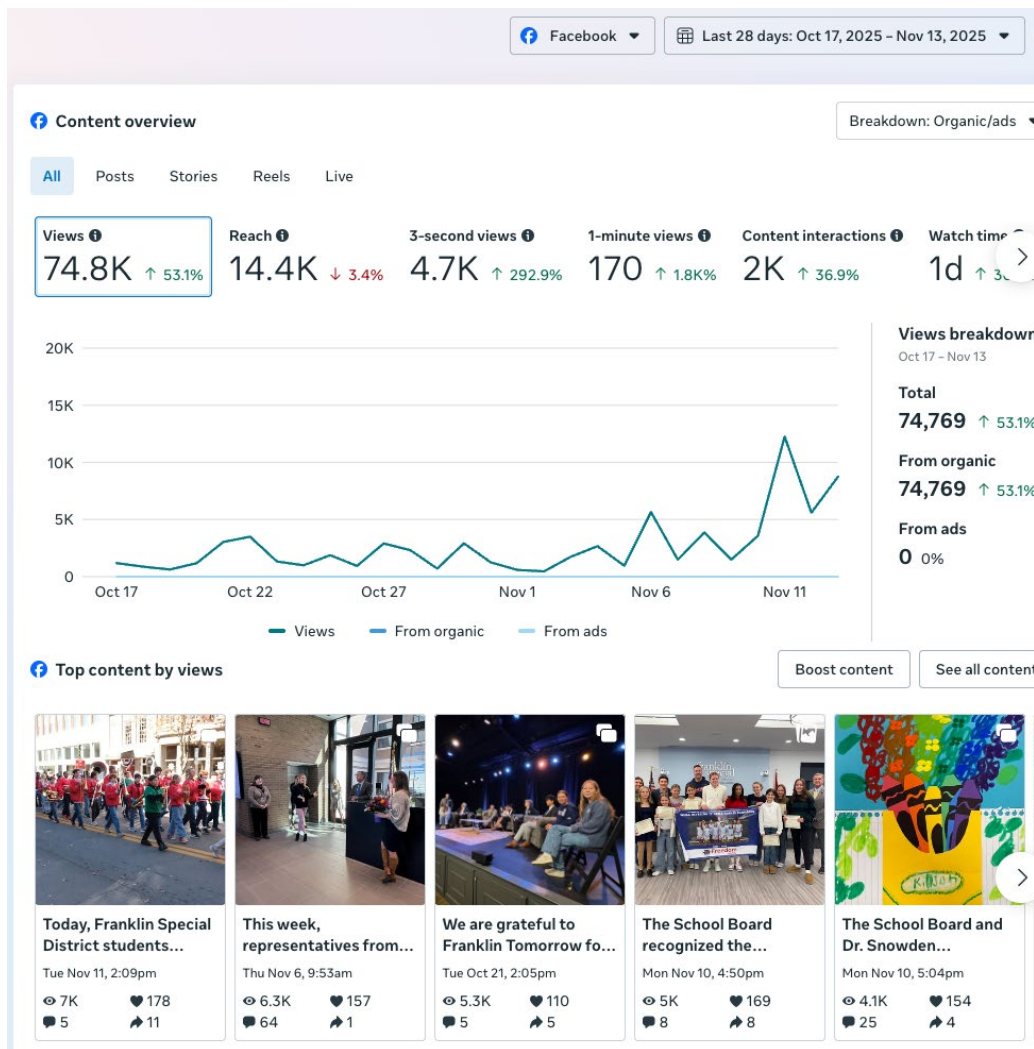 Facebook
Last 28 days: Oct 17, 2025 – Nov 13, 2025
Content overview
Breakdown: Organic/ads
All Posts Stories Reels Live
Views Reach 3-second views 1-minute views Content interactions Watch time
74.8K ↑ 53.1% 14.4K ↓ 3.4% 4.7K ↑ 292.9% 170 ↑ 1.8K% 2K ↑ 36.9% 1d ↑
20K
15K
10K
5K
0
Oct 17 Oct 22 Oct 27 Nov 1 Nov 6 Nov 11
Views From organic From ads
Views breakdown
Oct 17 – Nov 13
Total
74,769 ↑ 53.1%
From organic
74,769 ↑ 53.1%
From ads
0 0%
Top content by views
Boost content
See all content
Today, Franklin Special
District students...
Tue Nov 11, 2:09pm
7K 178
5 11
This week,
representatives from...
Thu Nov 6, 9:53am
6.3K 157
64 1
We are grateful to
Franklin Tomorrow fo...
Tue Oct 21, 2:05pm
5.3K 110
5 5
Freedom
The School Board
recognized the...
Mon Nov 10, 4:50pm
5K 169
8 8
The School Board and
Dr. Snowden...
Mon Nov 10, 5:04pm
4.1K 154
25 4